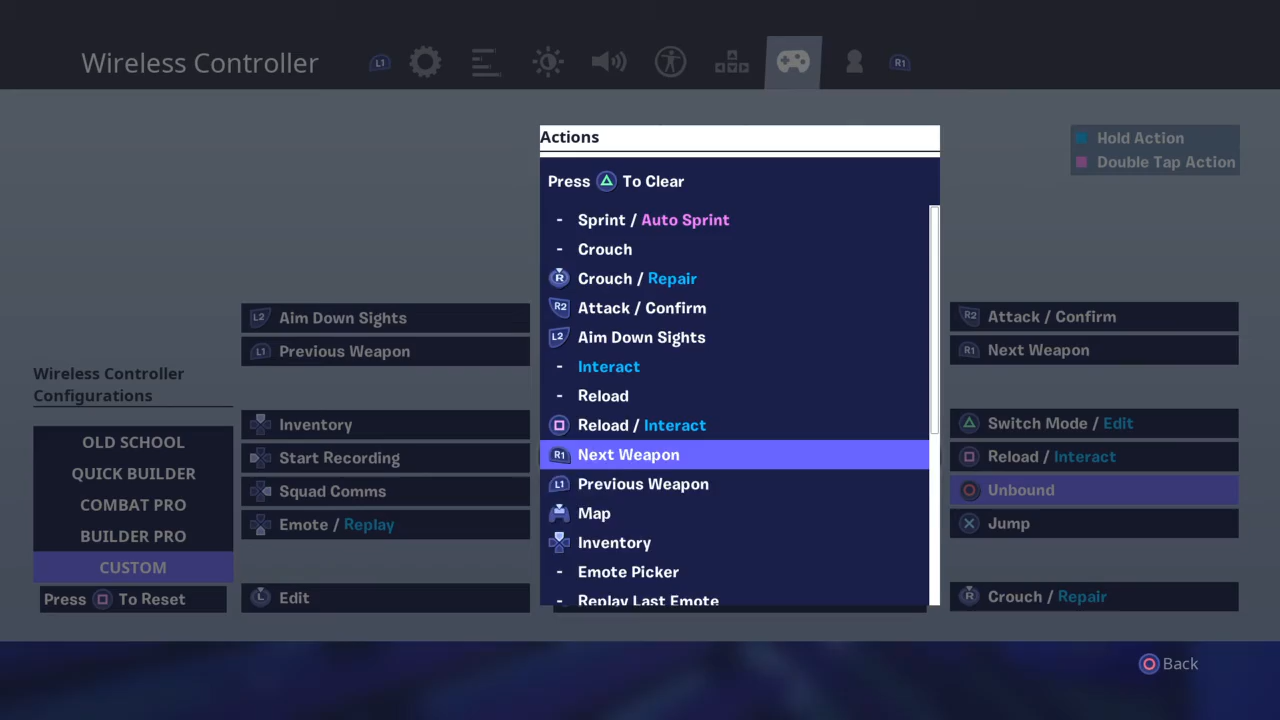 Wireless Controller
L1
R1
Hold Action
Double Tap Action
Actions
Press To Clear
- Sprint / Auto Sprint
- Crouch
R Crouch / Repair
R2 Attack / Confirm
L2 Aim Down Sights
- Interact
- Reload
Reload / Interact
R1 Next Weapon
L1 Previous Weapon
Map
Inventory
- Emote Picker
- Replay Last Emote
L2 Aim Down Sights
L1 Previous Weapon
Inventory
Start Recording
Squad Comms
Emote / Replay
L Edit
Wireless Controller
Configurations
OLD SCHOOL
QUICK BUILDER
COMBAT PRO
BUILDER PRO
CUSTOM
Press To Reset
R2 Attack / Confirm
R1 Next Weapon
Switch Mode / Edit
Reload / Interact
Unbound
Jump
R Crouch / Repair
Back